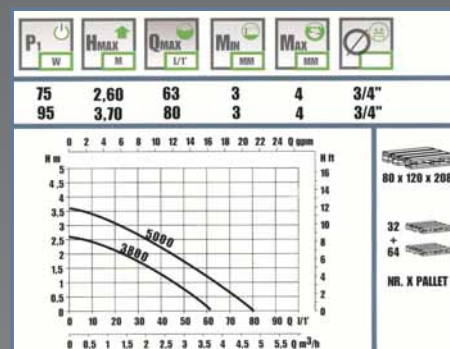 P1 HMAX QMAX MIN MAX
W M l/1' MM MM
75 2,60 63 3 4 3/4"
95 3,70 80 3 4 3/4"
0 2 4 6 8 10 12 14 16 18 20 22 24 Q gpm
H m H ft
5
4,5
4
3,5
3
2,5
2
1,5
1
0,5
0
16
14
12
10
8
6
4
2
0
5000
3800
0 10 20 30 40 50 60 70 80 90 Q l/1'
0 0,5 1 1,5 2 2,5 3 3,5 4 4,5 5 5,5 Q m³/h
80 x 120 x 208
32
+
64
NR. X PALLET